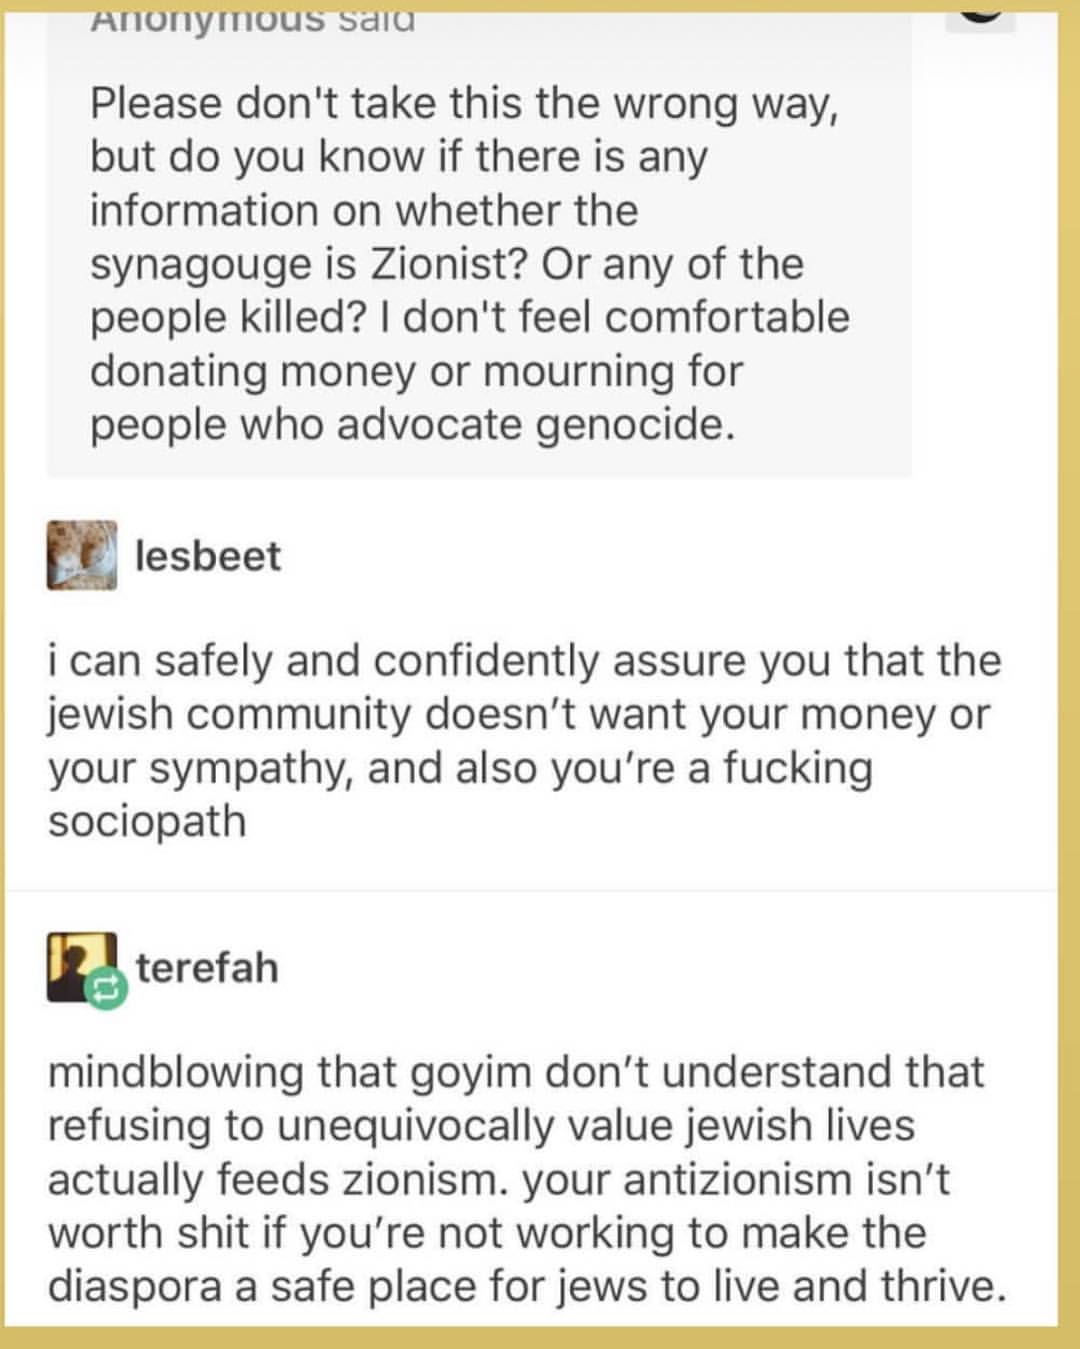 Anonymous said
Please don't take this the wrong way,
but do you know if there is any
information on whether the
synagouge is Zionist? Or any of the
people killed? I don't feel comfortable
donating money or mourning for
people who advocate genocide.
lesbeet
i can safely and confidently assure you that the
jewish community doesn't want your money or
your sympathy, and also you're a fucking
sociopath
terefah
mindblowing that goyim don't understand that
refusing to unequivocally value jewish lives
actually feeds zionism. your antizionism isn't
worth shit if you're not working to make the
diaspora a safe place for jews to live and thrive.